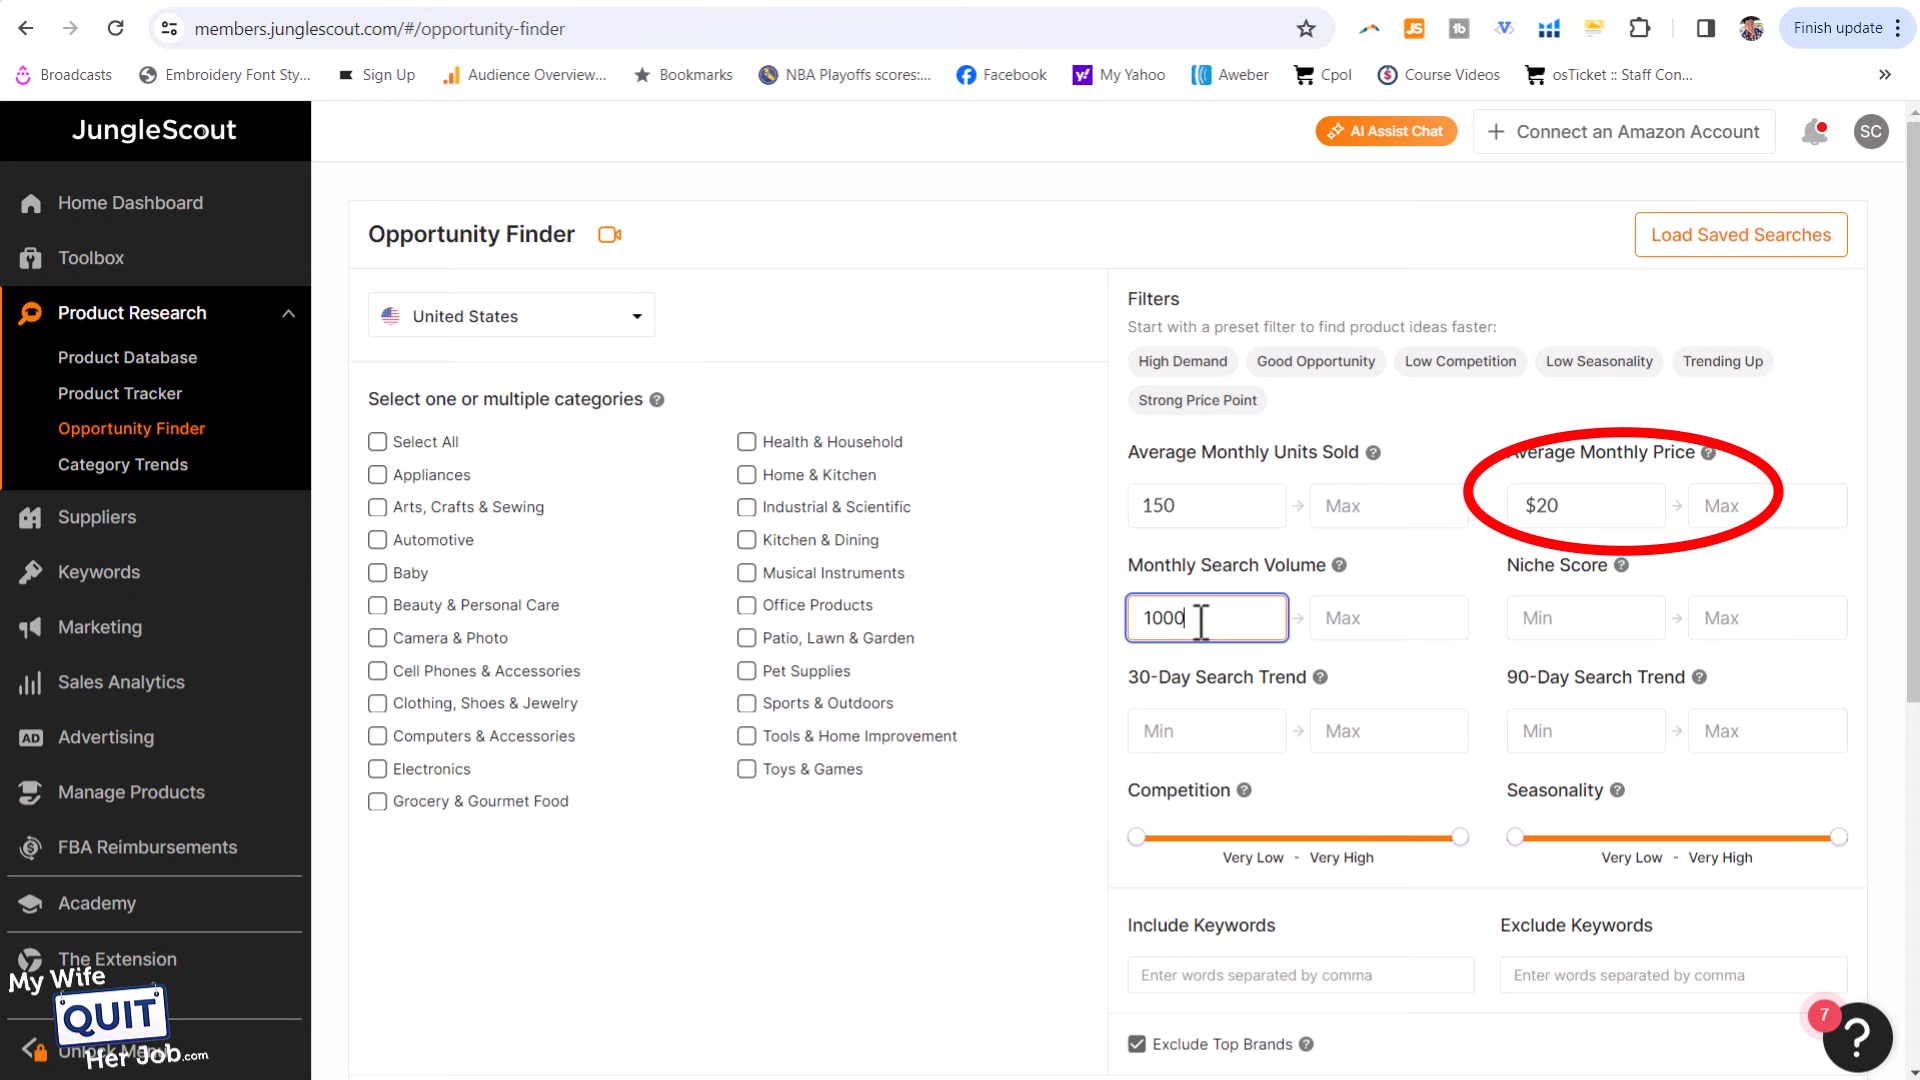 members.junglescout.com/#/opportunity-finder
JS
tb
Finish update
Broadcasts
Embroidery Font Sty...
Sign Up
Audience Overview...
Bookmarks
NBA Playoffs scores:...
Facebook
My Yahoo
Aweber
Cpol
Course Videos
osTicket :: Staff Con...
»
JungleScout
AI Assist Chat
+ Connect an Amazon Account
SC
Home Dashboard
Toolbox
Product Research
Product Database
Product Tracker
Opportunity Finder
Category Trends
Suppliers
Keywords
Marketing
Sales Analytics
AD Advertising
Manage Products
FBA Reimbursements
Academy
The Extension
My Wife
QUIT
Her Job.com
Opportunity Finder
Load Saved Searches
United States
Select one or multiple categories ?
Select All
Appliances
Arts, Crafts & Sewing
Automotive
Baby
Beauty & Personal Care
Camera & Photo
Cell Phones & Accessories
Clothing, Shoes & Jewelry
Computers & Accessories
Electronics
Grocery & Gourmet Food
Health & Household
Home & Kitchen
Industrial & Scientific
Kitchen & Dining
Musical Instruments
Office Products
Patio, Lawn & Garden
Pet Supplies
Sports & Outdoors
Tools & Home Improvement
Toys & Games
Filters
Start with a preset filter to find product ideas faster:
High Demand
Good Opportunity
Low Competition
Low Seasonality
Trending Up
Strong Price Point
Average Monthly Units Sold ?
150 → Max
Average Monthly Price ?
$20 → Max
Monthly Search Volume ?
1000 → Max
Niche Score ?
Min → Max
30-Day Search Trend ?
Min → Max
90-Day Search Trend ?
Min → Max
Competition ?
Very Low - Very High
Seasonality ?
Very Low - Very High
Include Keywords
Enter words separated by comma
Exclude Keywords
Enter words separated by comma
Exclude Top Brands ?
7
?